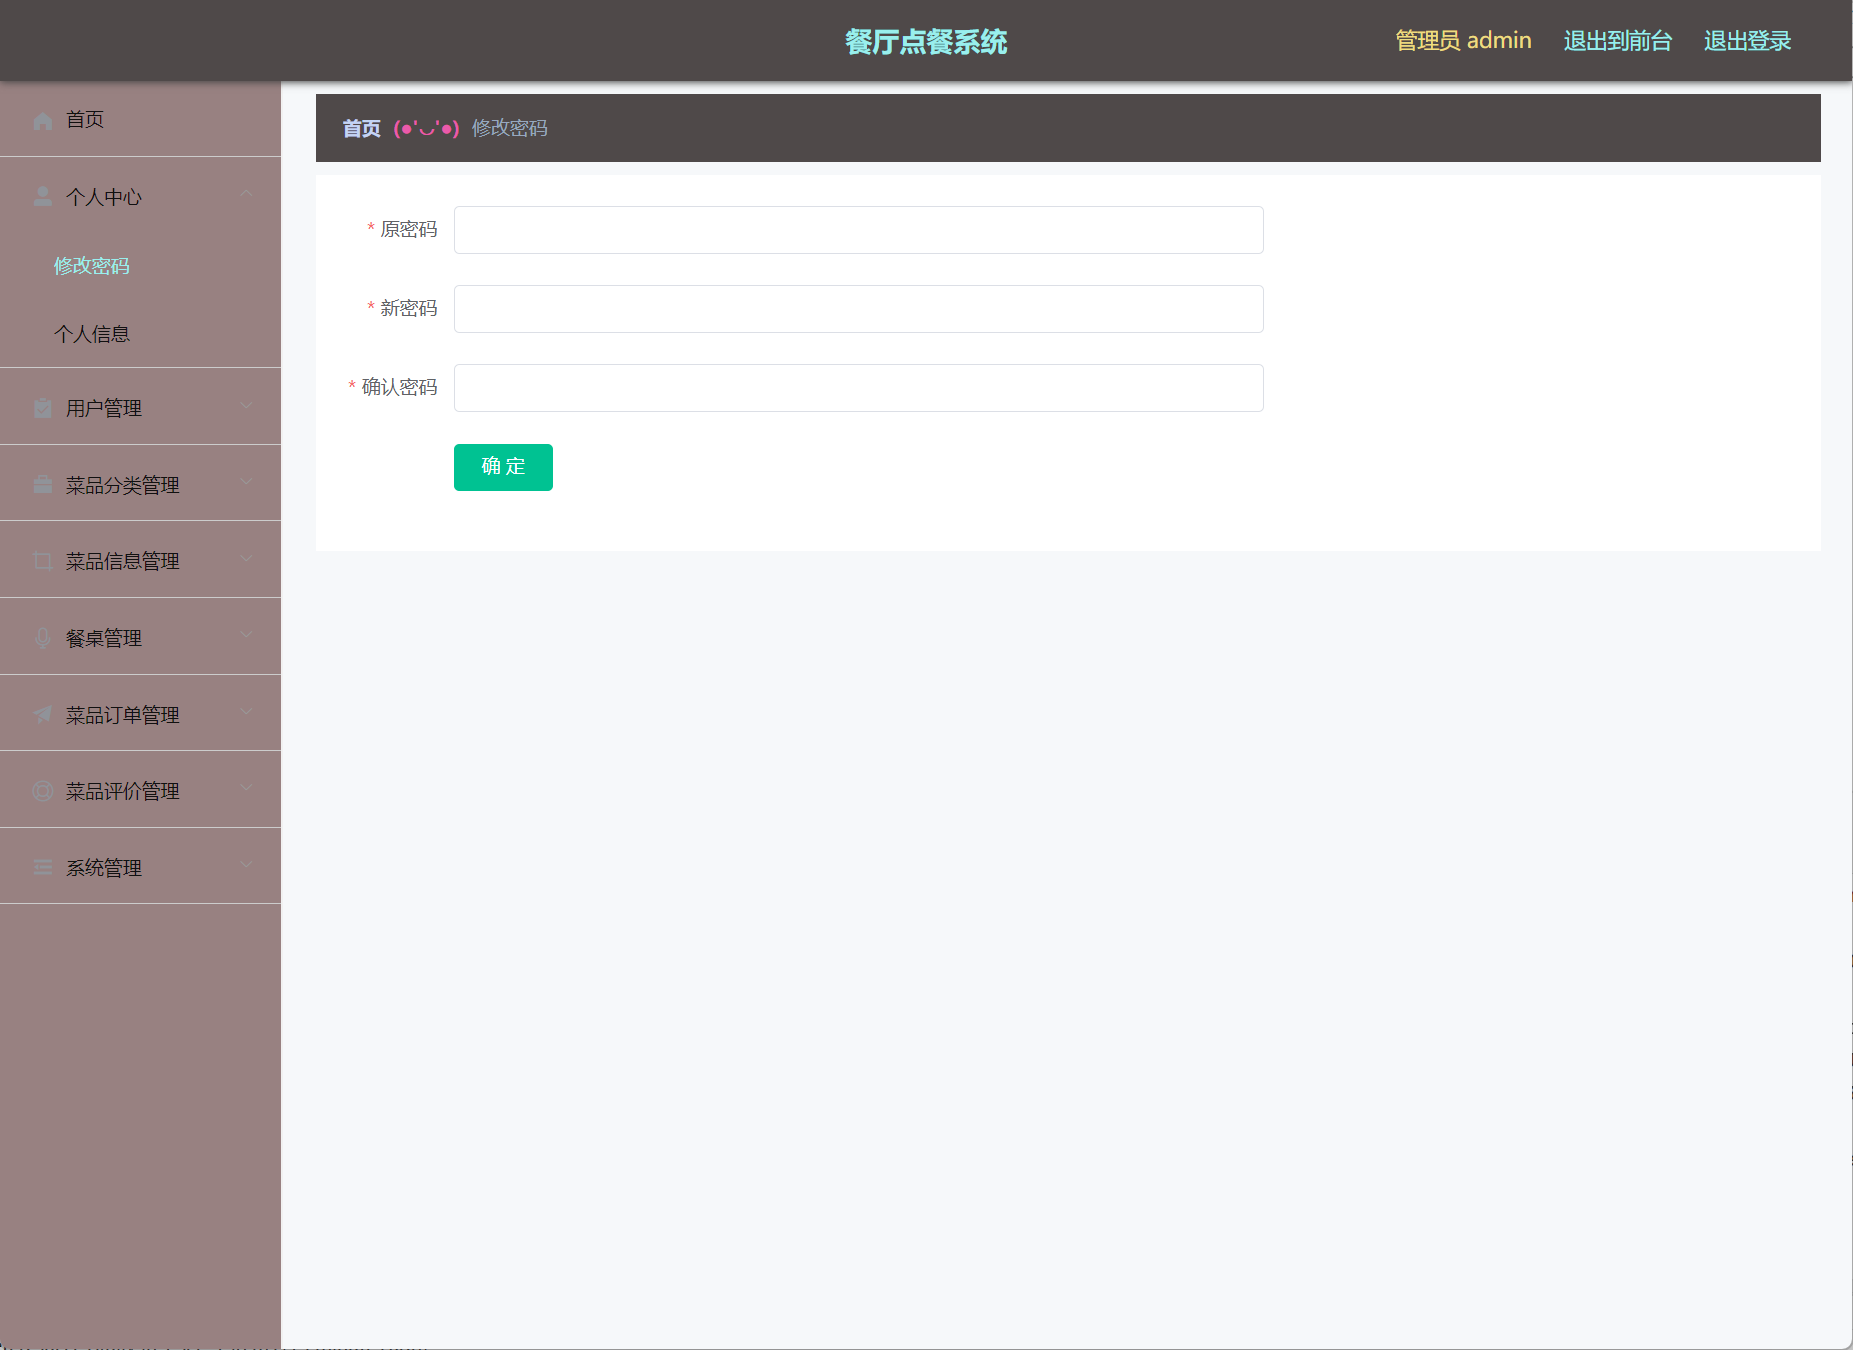 餐厅点餐系统
管理员 admin 退出到前台 退出登录
首页
个人中心
修改密码
个人信息
用户管理
菜品分类管理
菜品信息管理
餐桌管理
菜品订单管理
菜品评价管理
系统管理
首页 (●'◡'●) 修改密码
* 原密码
* 新密码
* 确认密码
确 定